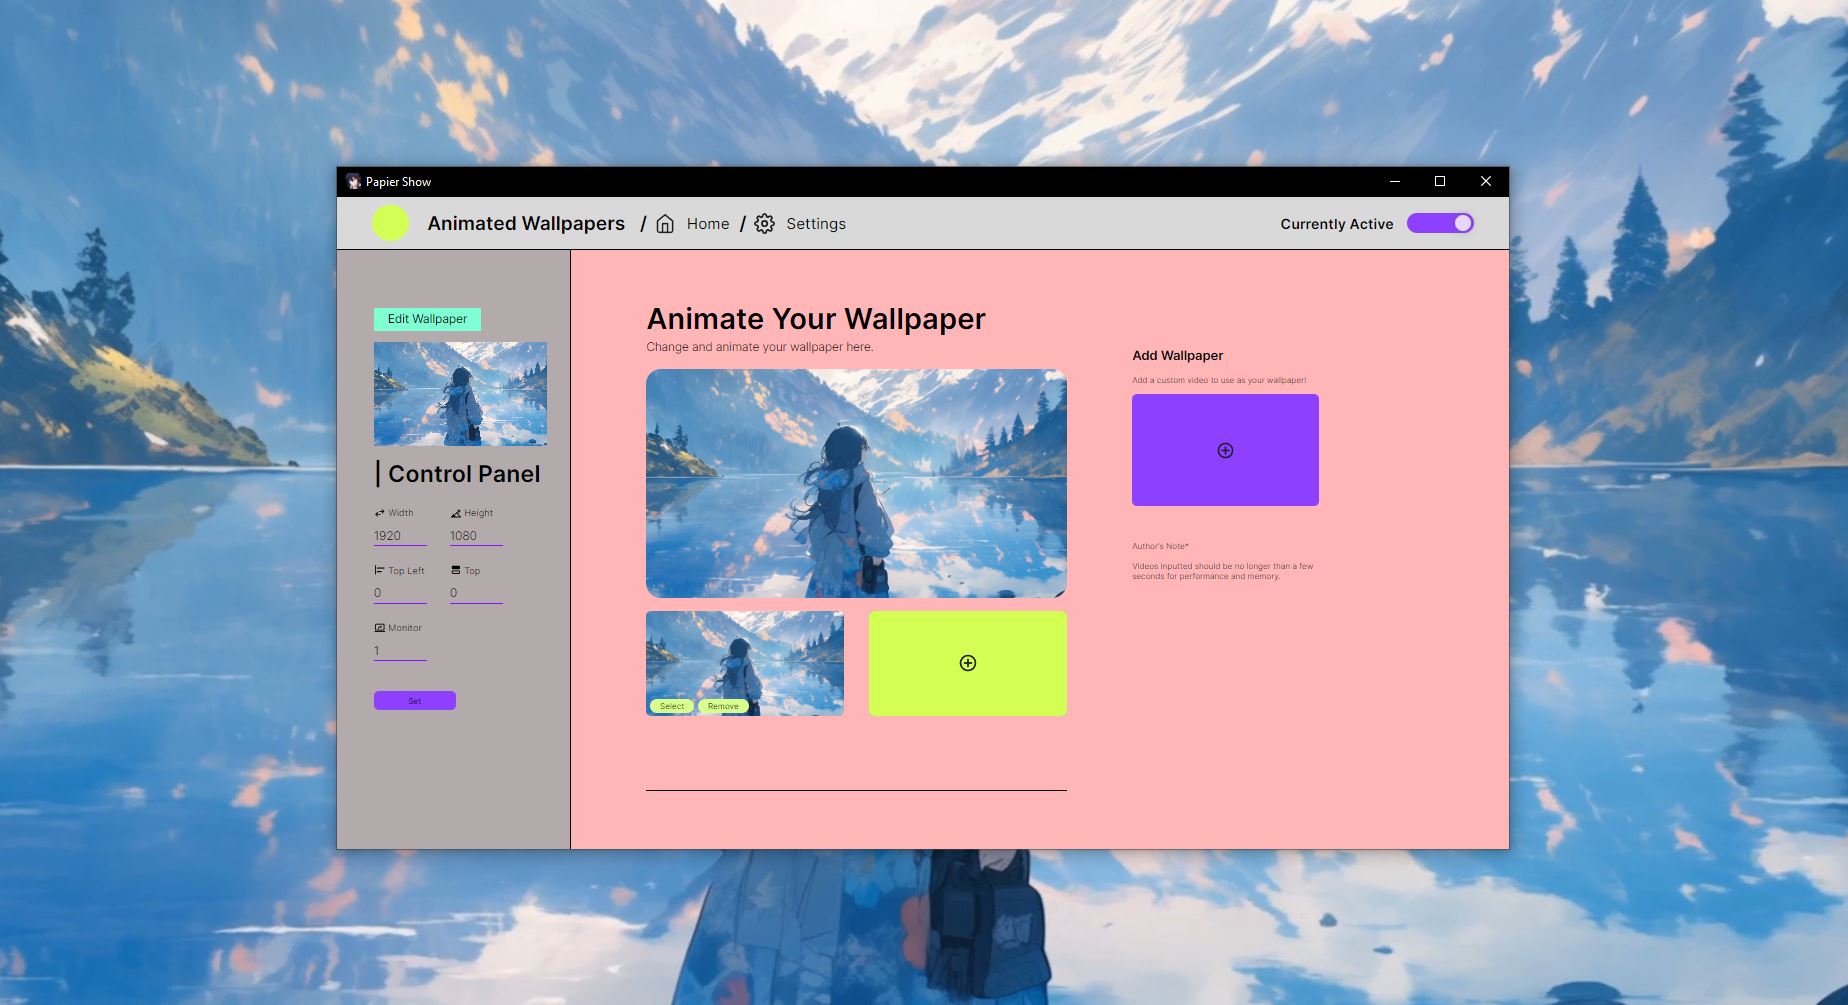 Papier Show
Animated Wallpapers / Home / Settings
Currently Active
Edit Wallpaper
| Control Panel
Width
Height
1920
1080
Top Left
Top
0
0
Monitor
1
Set
Animate Your Wallpaper
Change and animate your wallpaper here.
Select
Remove
Add Wallpaper
Add a custom video to use as your wallpaper!
Author's Note*
Videos inputted should be no longer than a few
seconds for performance and memory.